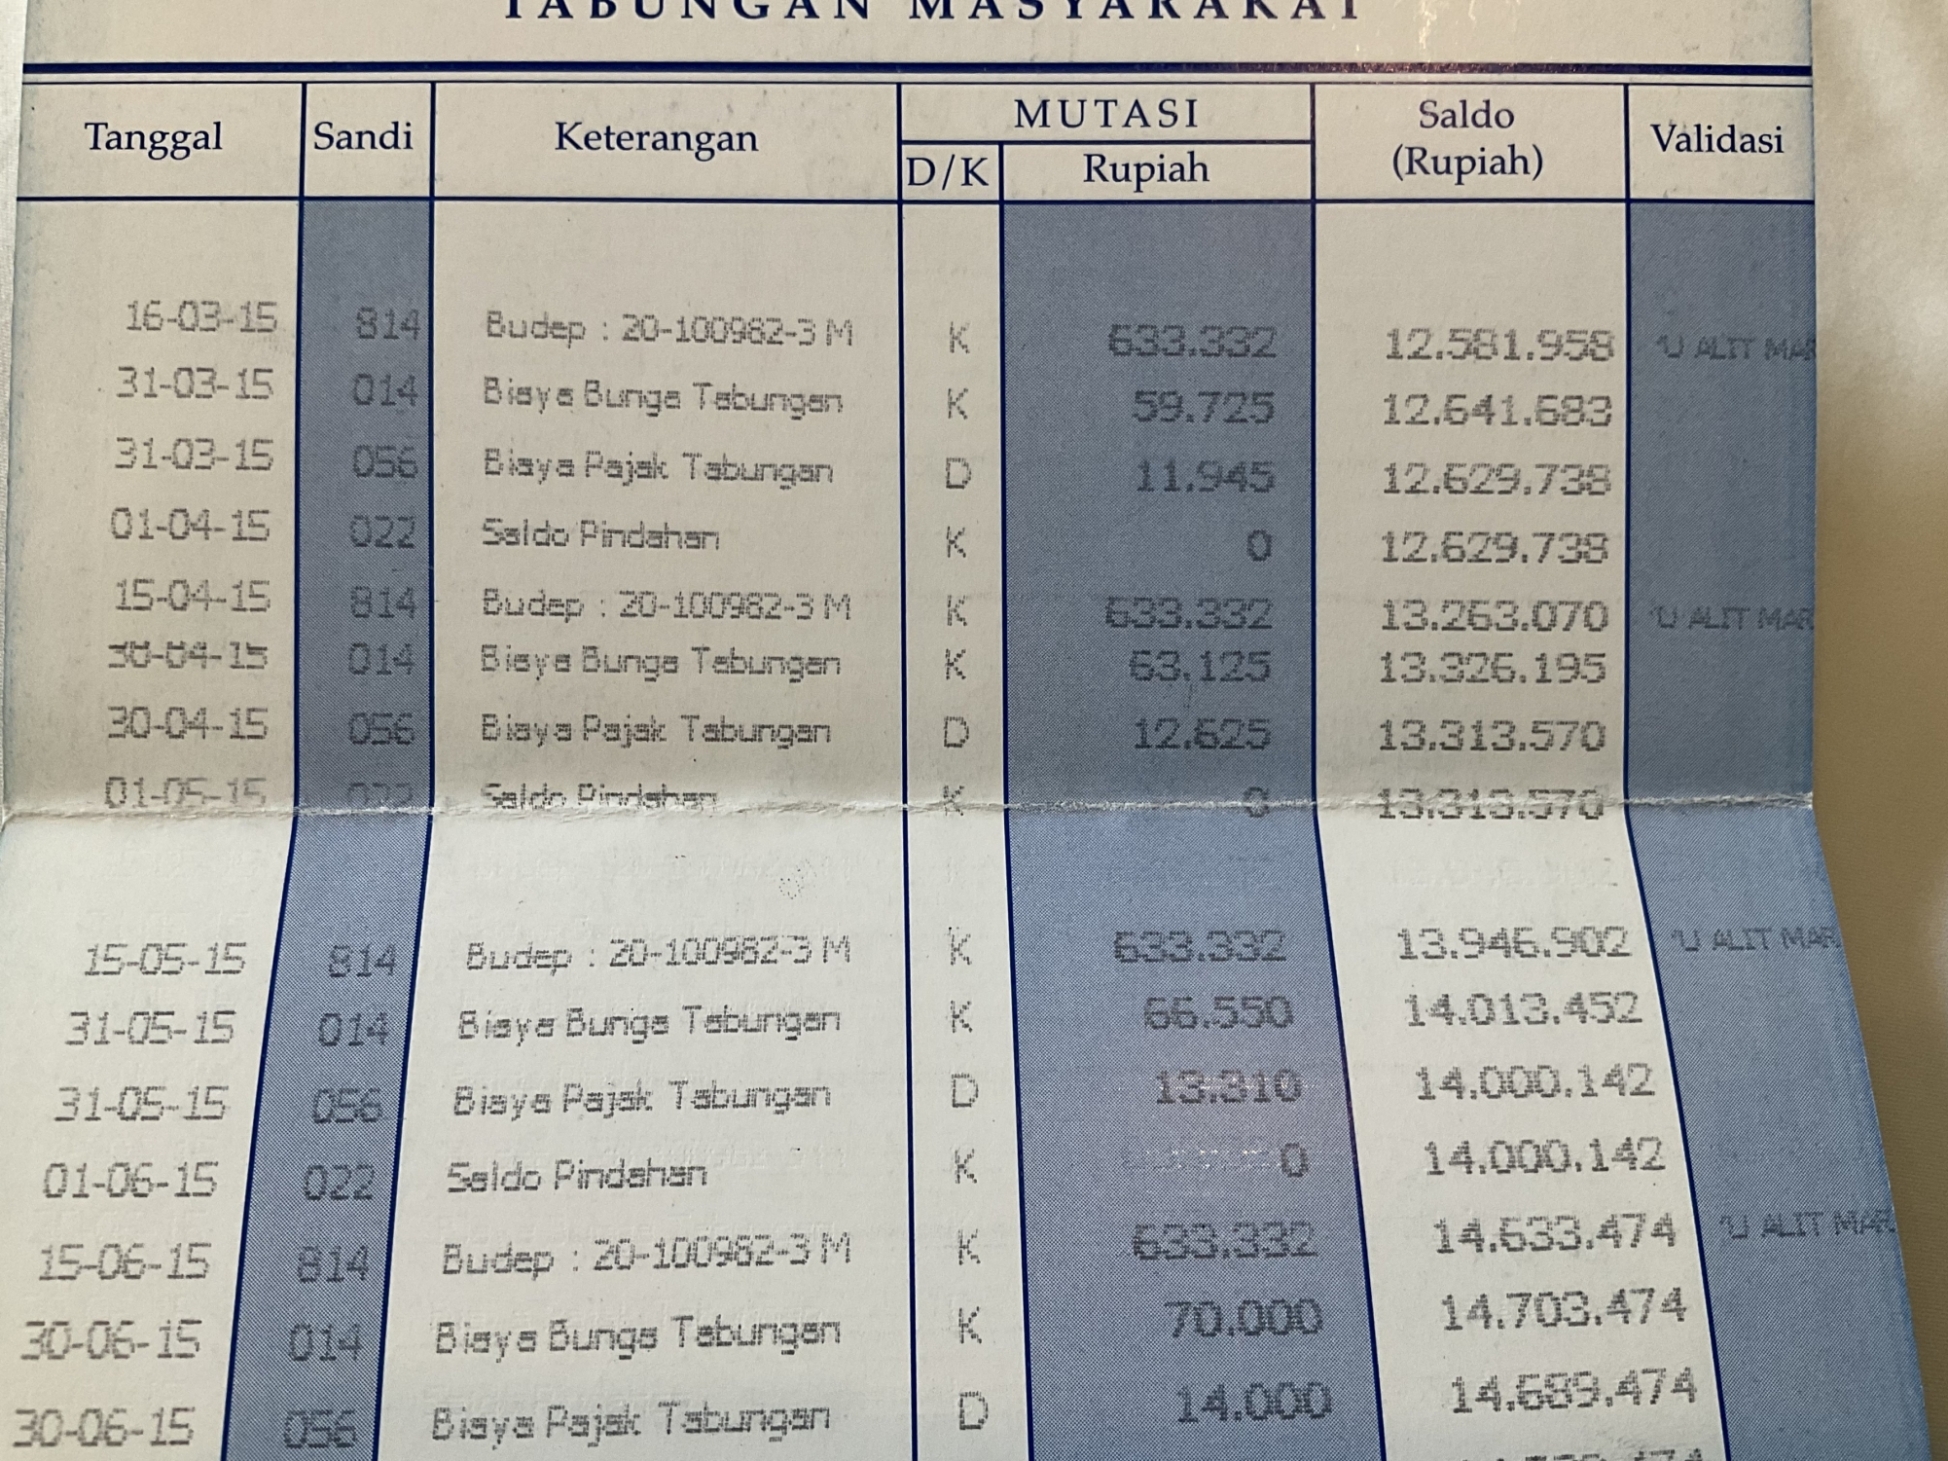 TABUNGAN MASYARAKAT
Tanggal Sandi Keterangan MUTASI Saldo (Rupiah) Validasi
D/K Rupiah
16-03-15 814 Budep : 20-100982-3 M K 633.332 12.581.958 'U ALIT MAR
31-03-15 014 Biaya Bunga Tabungan K 59.725 12.641.683
31-03-15 056 Biaya Pajak Tabungan D 11.945 12.629.738
01-04-15 022 Saldo Pindahan K 0 12.629.738
15-04-15 814 Budep : 20-100982-3 M K 633.332 13.263.070 'U ALIT MAR
30-04-15 014 Biaya Bunga Tabungan K 63.125 13.326.195
30-04-15 056 Biaya Pajak Tabungan D 12.625 13.313.570
01-05-15 022 Saldo Pindahan K 0 13.313.570
15-05-15 814 Budep : 20-100982-3 M K 633.332 13.946.902 'U ALIT MAR
31-05-15 014 Biaya Bunga Tabungan K 66.550 14.013.452
31-05-15 056 Biaya Pajak Tabungan D 13.310 14.000.142
01-06-15 022 Saldo Pindahan K 0 14.000.142
15-06-15 814 Budep : 20-100982-3 M K 633.332 14.633.474 'U ALIT MAR
30-06-15 014 Biaya Bunga Tabungan K 70.000 14.703.474
30-06-15 056 Biaya Pajak Tabungan D 14.000 14.689.474